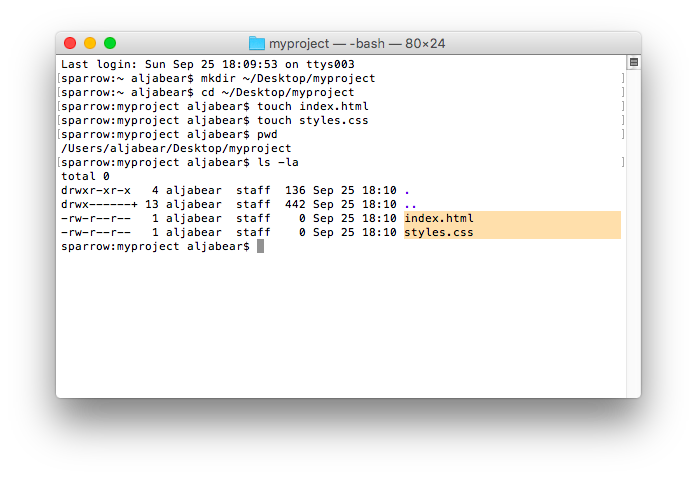 myproject — -bash — 80×24
Last login: Sun Sep 25 18:09:53 on ttys003
[sparrow:~ aljabear$ mkdir ~/Desktop/myproject ]
[sparrow:~ aljabear$ cd ~/Desktop/myproject ]
[sparrow:myproject aljabear$ touch index.html ]
[sparrow:myproject aljabear$ touch styles.css ]
[sparrow:myproject aljabear$ pwd ]
/Users/aljabear/Desktop/myproject
[sparrow:myproject aljabear$ ls -la ]
total 0
drwxr-xr-x   4 aljabear  staff  136 Sep 25 18:10 .
drwx------+ 13 aljabear  staff  442 Sep 25 18:10 ..
-rw-r--r--   1 aljabear  staff    0 Sep 25 18:10 index.html
-rw-r--r--   1 aljabear  staff    0 Sep 25 18:10 styles.css
sparrow:myproject aljabear$